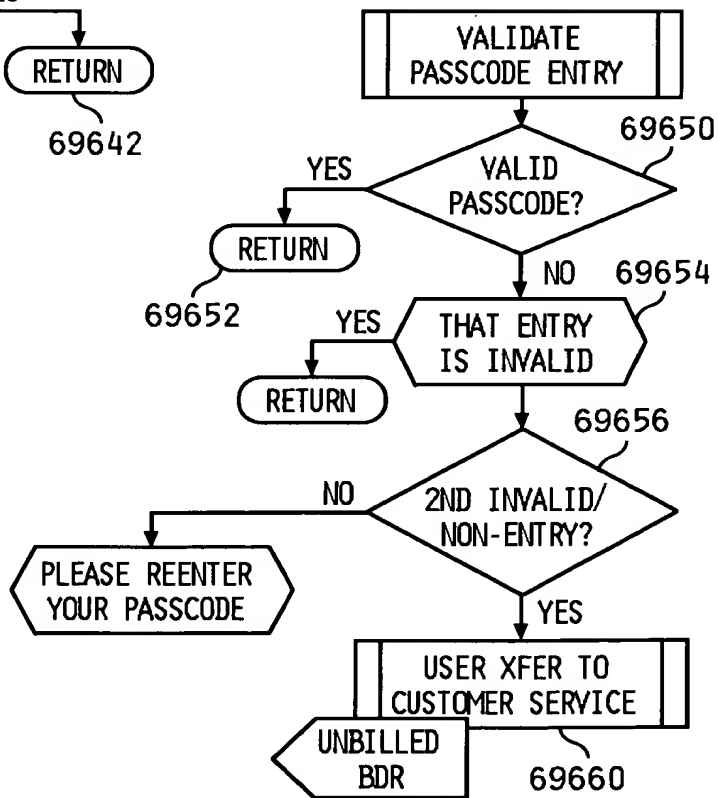 RETURN
69642
VALIDATE
PASSCODE ENTRY
69650
YES
VALID
PASSCODE?
RETURN
69652
NO
69654
YES
THAT ENTRY
IS INVALID
RETURN
69656
NO
2ND INVALID/
NON-ENTRY?
PLEASE REENTER
YOUR PASSCODE
YES
USER XFER TO
CUSTOMER SERVICE
UNBILLED
BDR
69660